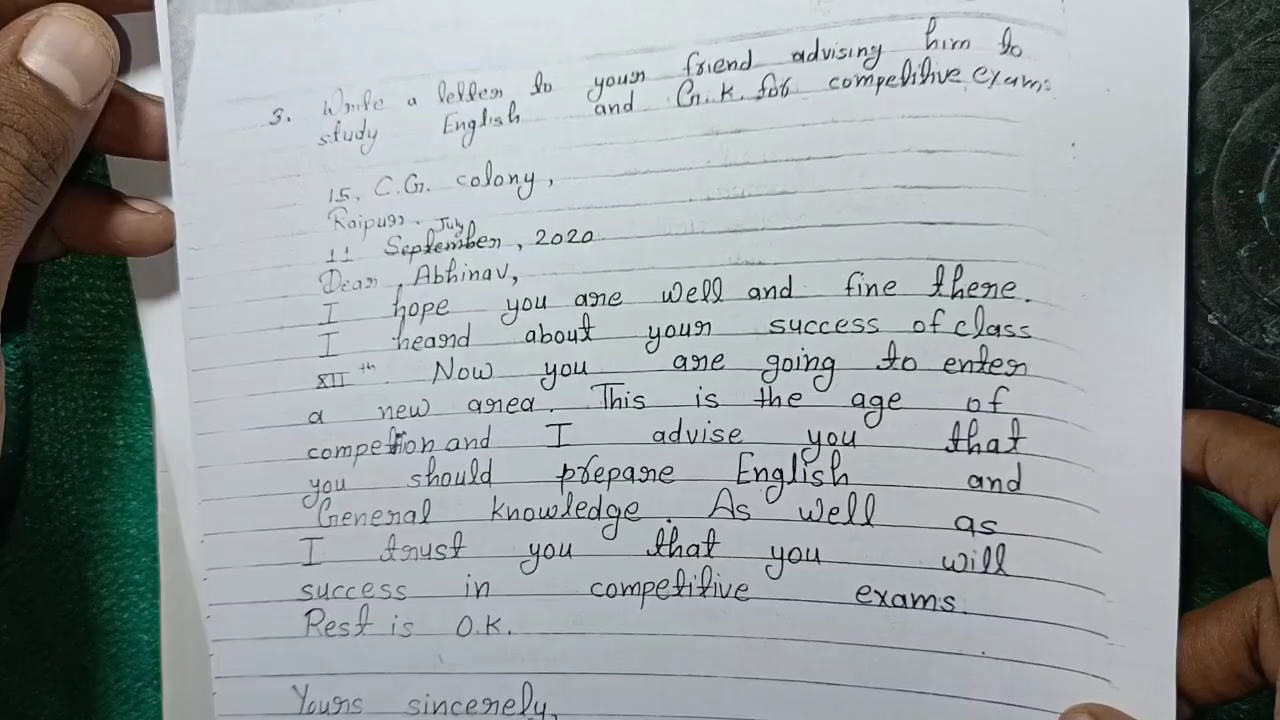 3. Write a letter to your friend advising him to
study English and G.K. for competitive exams
15, C.G. colony,
Raipur. July
11 September, 2020
Dear, Abhinav,
I hope you are well and fine there.
I heard about your success of class
XIIth. Now you are going to enter
a new area. This is the age of
competion and I advise you that
you should prepare English and
General knowledge. As well as
I trust you that you will
success in competitive exams.
Rest is O.K.
Yours sincerely,